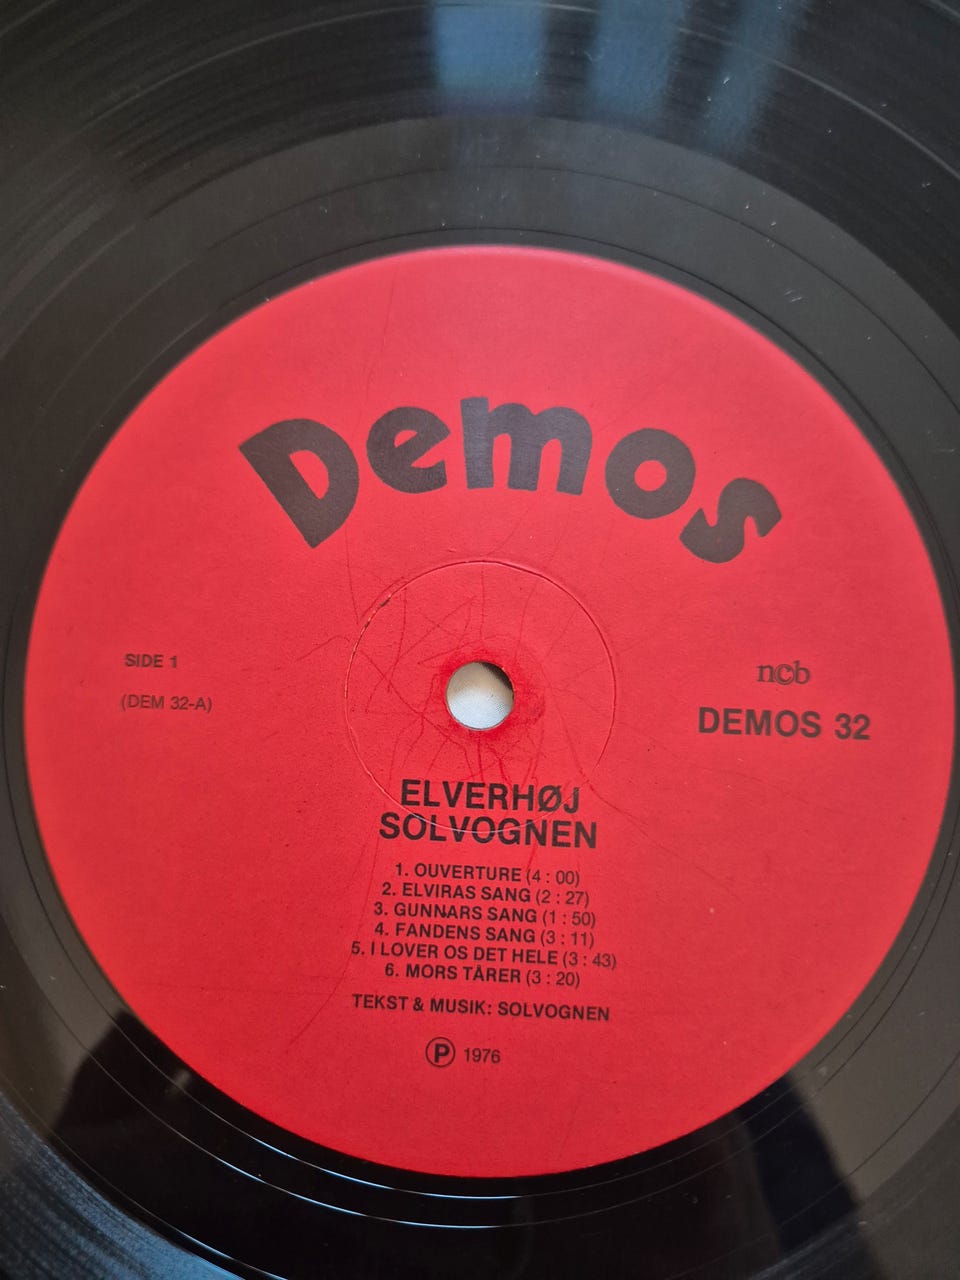 Demos
SIDE 1
(DEM 32-A)
n©b
DEMOS 32
ELVERHØJ
SOLVOGNEN
1. OUVERTURE (4 : 00)
2. ELVIRAS SANG (2 : 27)
3. GUNNARS SANG (1 : 50)
4. FANDENS SANG (3 : 11)
5. I LOVER OS DET HELE (3 : 43)
6. MORS TÅRER (3 : 20)
TEKST & MUSIK: SOLVOGNEN
Ⓟ 1976